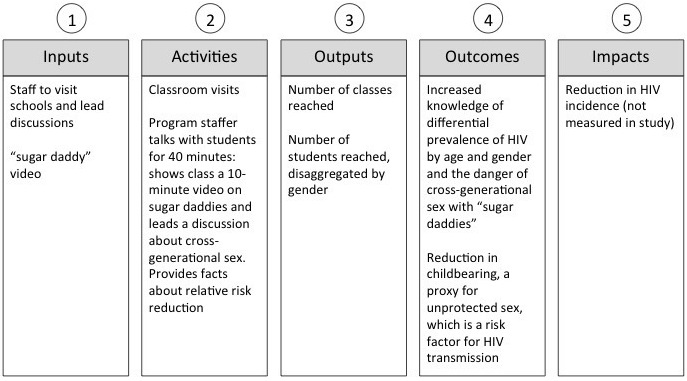 1
2
3
4
5
Inputs
Activities
Outputs
Outcomes
Impacts
Staff to visit
schools and lead
discussions
“sugar daddy”
video
Classroom visits
Program staffer
talks with students
for 40 minutes:
shows class a 10-
minute video on
sugar daddies and
leads a discussion
about cross-
generational sex.
Provides facts
about relative risk
reduction
Number of classes
reached
Number of
students reached,
disaggregated by
gender
Increased
knowledge of
differential
prevalence of HIV
by age and gender
and the danger of
cross-generational
sex with “sugar
daddies”
Reduction in
childbearing, a
proxy for
unprotected sex,
which is a risk
factor for HIV
transmission
Reduction in HIV
incidence (not
measured in study)